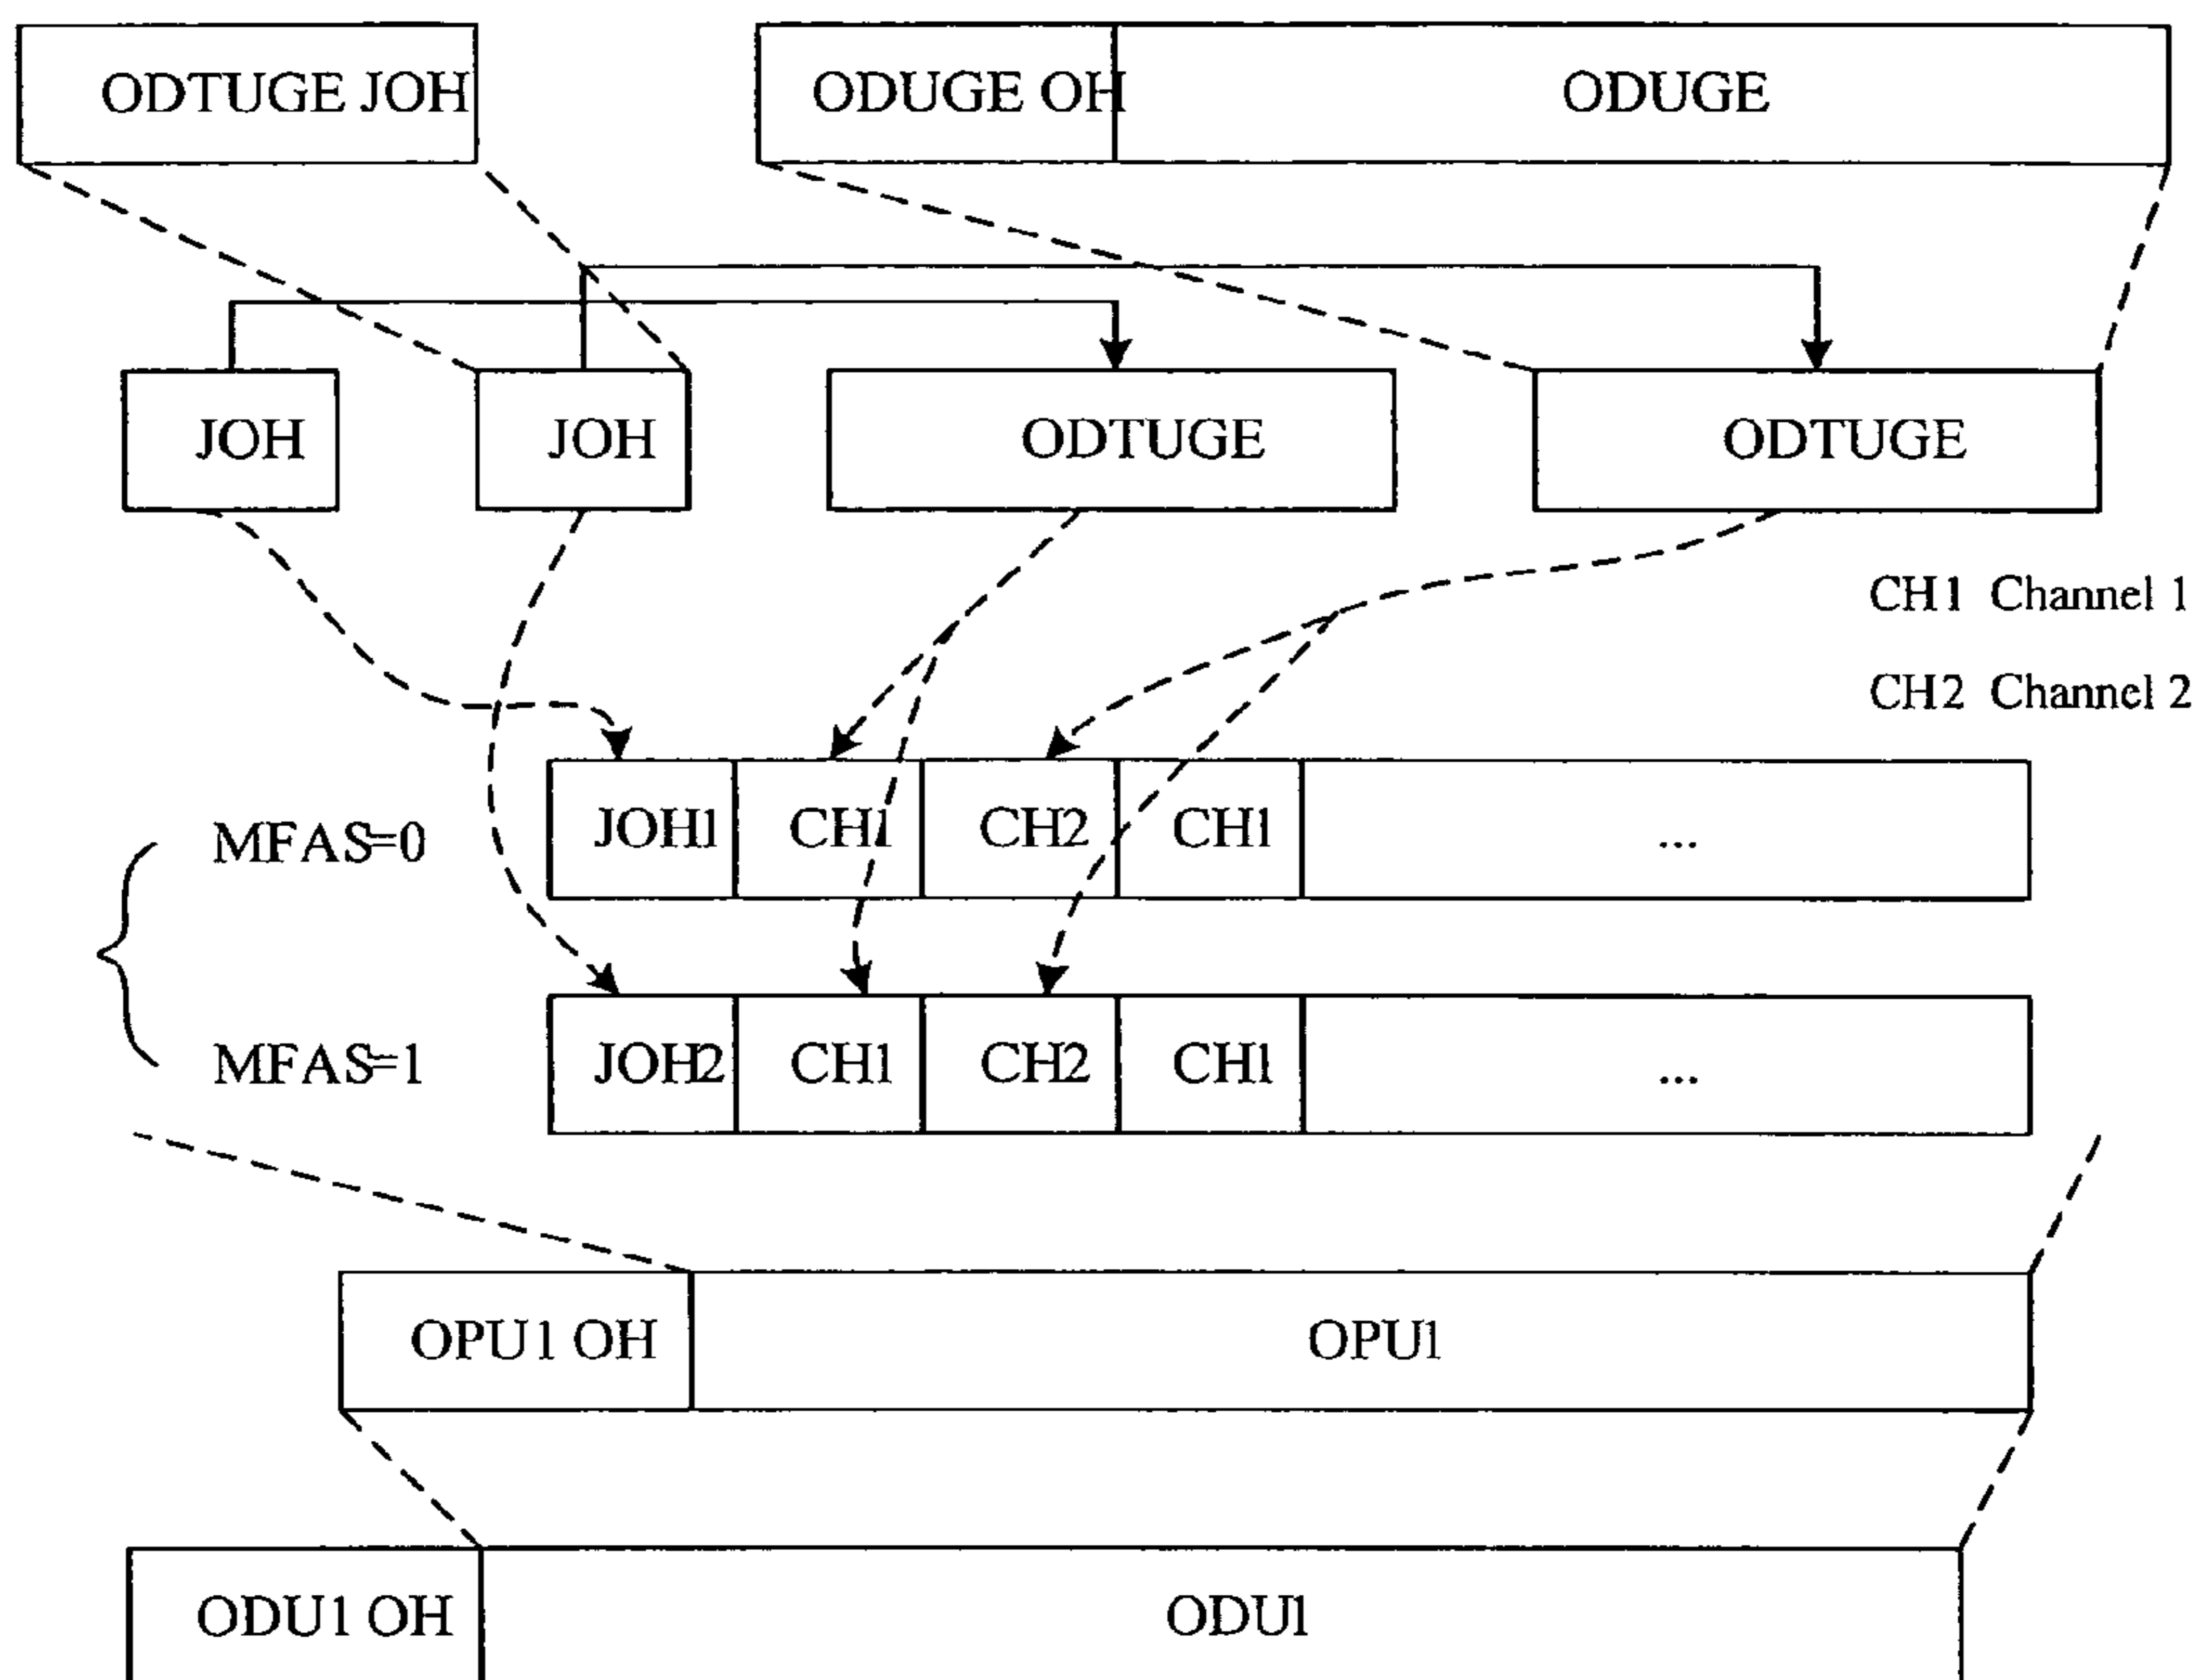 ODTUGE JOH ODUGE OH ODUGE
JOH JOH ODTUGE ODTUGE
CH1 Channel 1
CH2 Channel 2
MFAS=0 JOH1 CH1 CH2 CH1 ...
MFAS=1 JOH2 CH1 CH2 CH1 ...
OPU1 OH OPU1
ODU1 OH ODU1